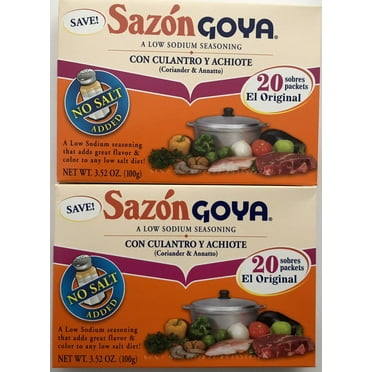 SAVE!
Sazón GOYA®
A LOW SODIUM SEASONING
CON CULANTRO Y ACHIOTE
(Coriander & Annatto)
20 sobres packets
El Original
NO SALT
ADDED
A Low Sodium seasoning
that adds great flavor &
color to any low salt diet!
NET WT. 3.52 OZ. (100g)
SAVE!
Sazón GOYA®
A LOW SODIUM SEASONING
CON CULANTRO Y ACHIOTE
(Coriander & Annatto)
20 sobres packets
El Original
NO SALT
ADDED
A Low Sodium seasoning
that adds great flavor &
color to any low salt diet!
NET WT. 3.52 OZ. (100g)